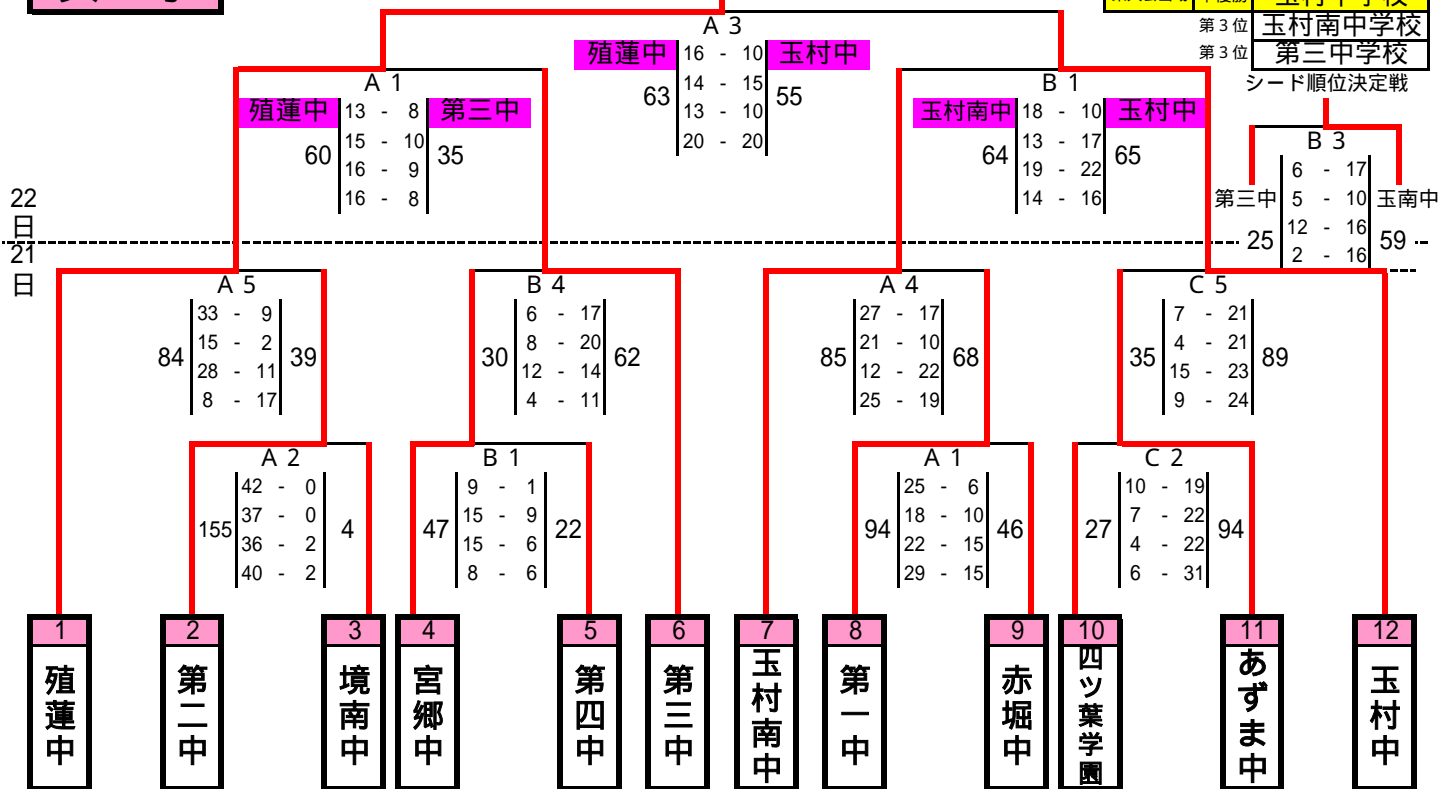 玉村中学校
第3位 玉村南中学校
第3位 第三中学校
シード順位決定戦
A 3
殖蓮中 63
16 - 10
14 - 15
13 - 10
20 - 20
55 玉村中
A 1
殖蓮中 60
13 - 8
15 - 10
16 - 9
16 - 8
35 第三中
B 1
玉村南中 64
18 - 10
13 - 17
19 - 22
14 - 16
65 玉村中
B 3
第三中 25
6 - 17
5 - 10
12 - 16
2 - 16
59 玉南中
22
日
21
日
A 5
84
33 - 9
15 - 2
28 - 11
8 - 17
39
B 4
30
6 - 17
8 - 20
12 - 14
4 - 11
62
A 4
85
27 - 17
21 - 10
12 - 22
25 - 19
68
C 5
35
7 - 21
4 - 21
15 - 23
9 - 24
89
A 2
155
42 - 0
37 - 0
36 - 2
40 - 2
4
B 1
47
9 - 1
15 - 9
15 - 6
8 - 6
22
A 1
94
25 - 6
18 - 10
22 - 15
29 - 15
46
C 2
27
10 - 19
7 - 22
4 - 22
6 - 31
94
1 殖蓮中
2 第二中
3 境南中
4 宮郷中
5 第四中
6 第三中
7 玉村南中
8 第一中
9 赤堀中
10 四ツ葉学園
11 あずま中
12 玉村中